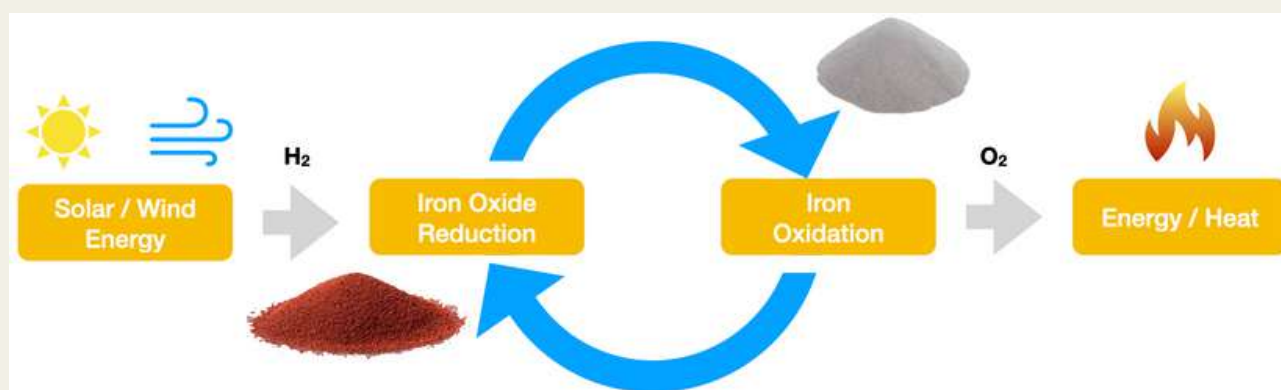 Solar / Wind
Energy
H₂
Iron Oxide
Reduction
Iron
Oxidation
O₂
Energy / Heat